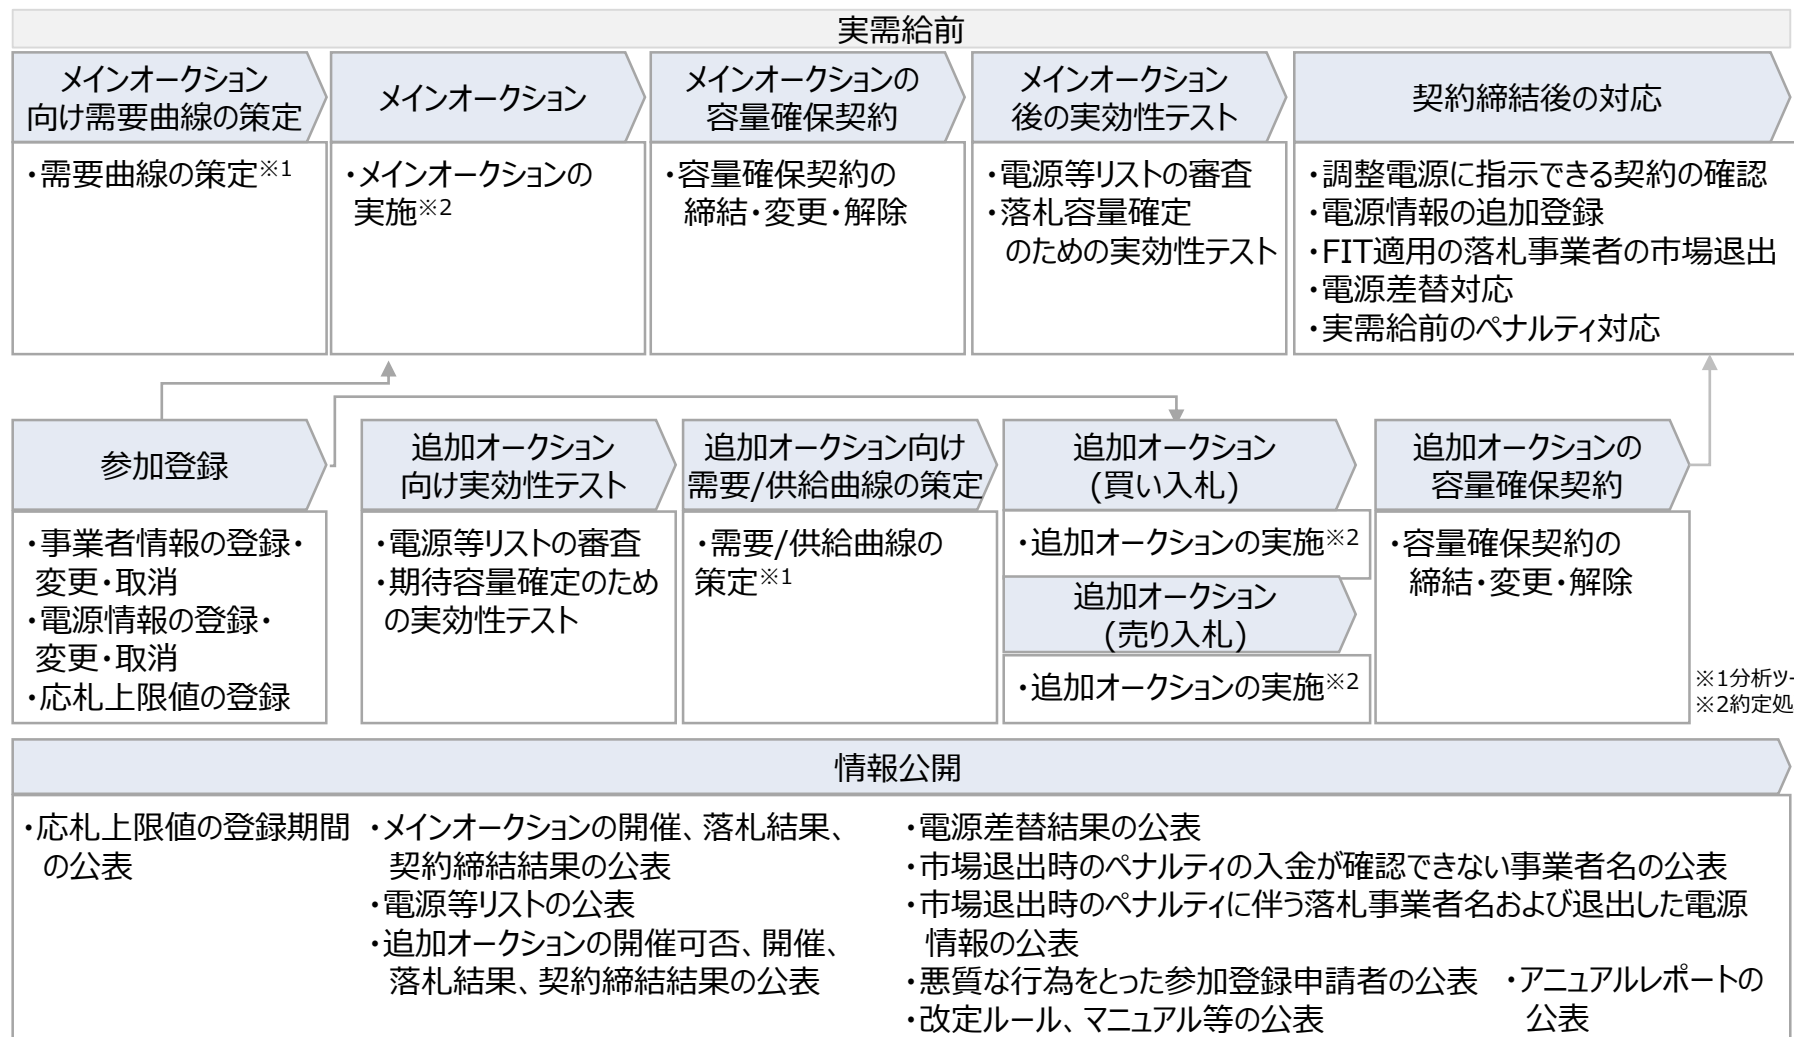 実需給前
メインオークション
向け需要曲線の策定
メインオークション
メインオークションの
容量確保契約
メインオークション
後の実効性テスト
契約締結後の対応
・需要曲線の策定※1
・メインオークションの
実施※2
・容量確保契約の
締結・変更・解除
・電源等リストの審査
・落札容量確定
のための実効性テスト
・調整電源に指示できる契約の確認
・電源情報の追加登録
・FIT適用の落札事業者の市場退出
・電源差替対応
・実需給前のペナルティ対応
参加登録
追加オークション
向け実効性テスト
追加オークション向け
需要/供給曲線の策定
追加オークション
(買い入札)
追加オークションの
容量確保契約
・事業者情報の登録・
変更・取消
・電源情報の登録・
変更・取消
・応札上限値の登録
・電源等リストの審査
・期待容量確定のため
の実効性テスト
・需要/供給曲線の
策定※1
・追加オークションの実施※2
追加オークション
(売り入札)
・追加オークションの実施※2
・容量確保契約の
締結・変更・解除
※1分析ツー
※2約定処
情報公開
・応札上限値の登録期間
の公表
・メインオークションの開催、落札結果、
契約締結結果の公表
・電源等リストの公表
・追加オークションの開催可否、開催、
落札結果、契約締結結果の公表
・電源差替結果の公表
・市場退出時のペナルティの入金が確認できない事業者名の公表
・市場退出時のペナルティに伴う落札事業者名および退出した電源
情報の公表
・悪質な行為をとった参加登録申請者の公表
・改定ルール、マニュアル等の公表
・アニュアルレポートの
公表